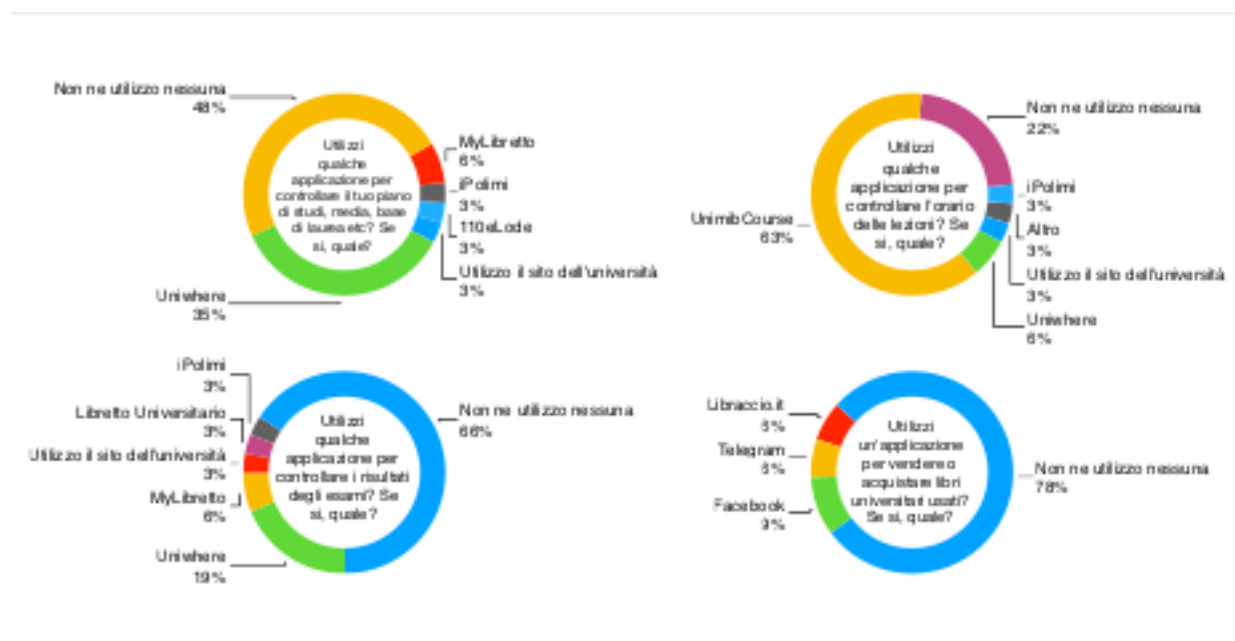 Non ne utilizzo nessuna
48%
Utilizzi
qualche
applicazione per
controllare il tuo piano
di studi, media, base
di laurea etc? Se
si, quale?
MyLibretto
6%
iPolimi
3%
110eLode
3%
Utilizzo il sito dell'università
3%
Uniwhere
35%
Utilizzi
qualche
applicazione per
controllare l'orario
delle lezioni? Se
si, quale?
UnimibCourse
63%
Non ne utilizzo nessuna
22%
iPolimi
3%
Altro
3%
Utilizzo il sito dell'università
3%
Uniwhere
6%
iPolimi
3%
Libretto Universitario
3%
Utilizzo il sito dell'università
3%
MyLibretto
6%
Uniwhere
19%
Utilizzi
qualche
applicazione per
controllare i risultati
degli esami? Se
si, quale?
Non ne utilizzo nessuna
66%
Libraccio.it
6%
Telegram
6%
Facebook
9%
Utilizzi
un'applicazione
per vendere o
acquistare libri
universitari usati?
Se si, quale?
Non ne utilizzo nessuna
78%